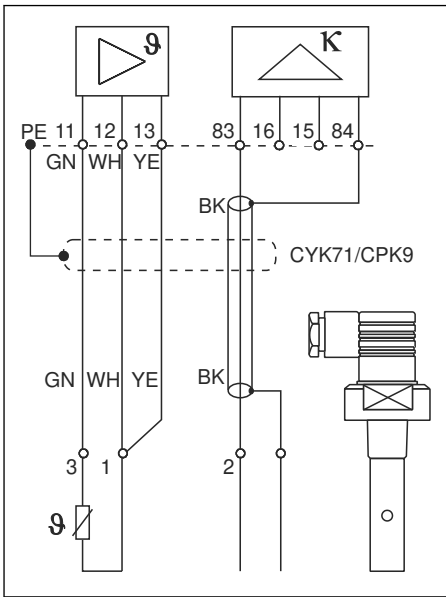 ϑ κ
PE 11 12 13 83 16 15 84
GN WH YE
BK
CYK71/CPK9
GN WH YE BK
3 1 2
ϑ